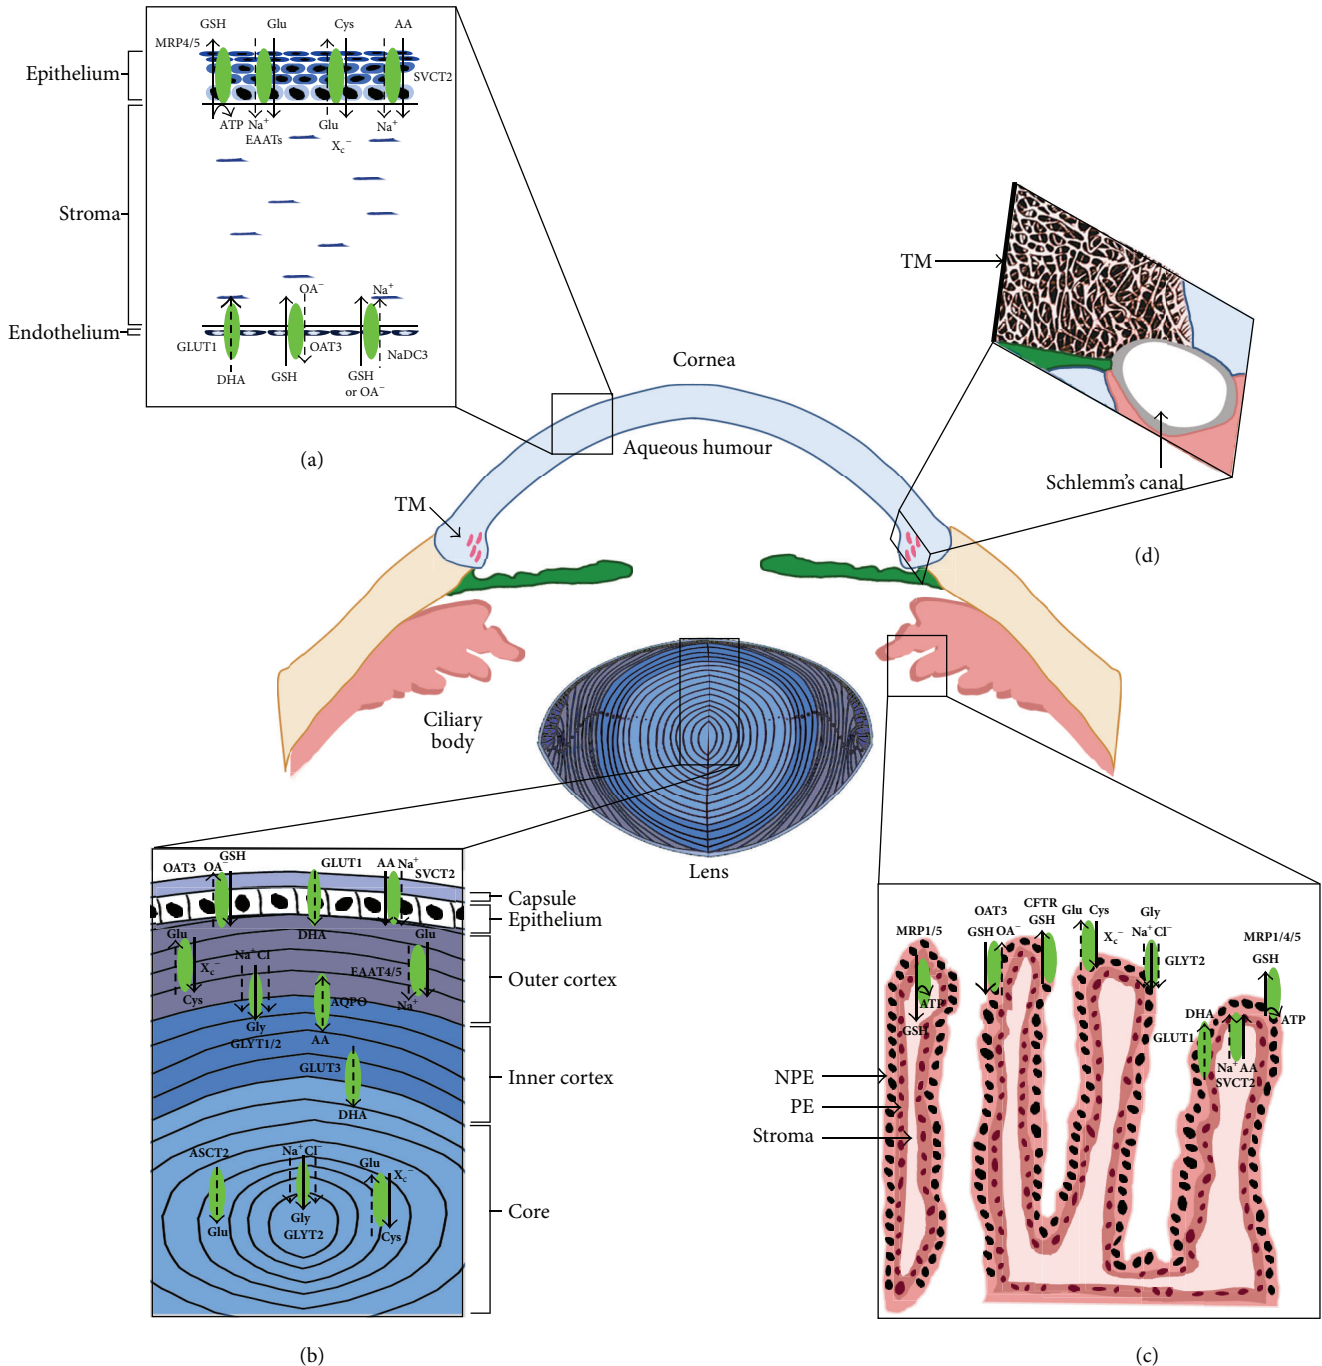 GSH Glu Cys AA
MRP4/5
Epithelium
SVCT2
ATP Na⁺ Glu Na⁺
EAATs
X꜀⁻
Stroma
OA⁻ Na⁺
Endothelium
GLUT1 OAT3 NaDC3
DHA GSH GSH
or OA⁻
(a)
Cornea
Aqueous humour
TM
TM
Schlemm's canal
(d)
Ciliary
body
Lens
OAT3 OA⁻ GSH GLUT1 AA Na⁺ SVCT2
Capsule
Epithelium
DHA
Glu Na⁺Cl⁻ Glu
X꜀⁻ EAAT4/5
Outer cortex
Cys AQPO Na⁺
Gly
GLYT1/2 AA
GLUT3
Inner cortex
DHA
ASCT2 Na⁺Cl⁻ Glu X꜀⁻
Core
Gly
Glu GLYT2 Cys
(b)
MRP1/5
OAT3 CFTR Glu Cys Gly
GSH OA⁻ GSH X꜀⁻ Na⁺Cl⁻
GLYT2
MRP1/4/5
GSH
ATP
GSH
DHA ATP
GLUT1
Na⁺ AA
SVCT2
NPE
PE
Stroma
(c)